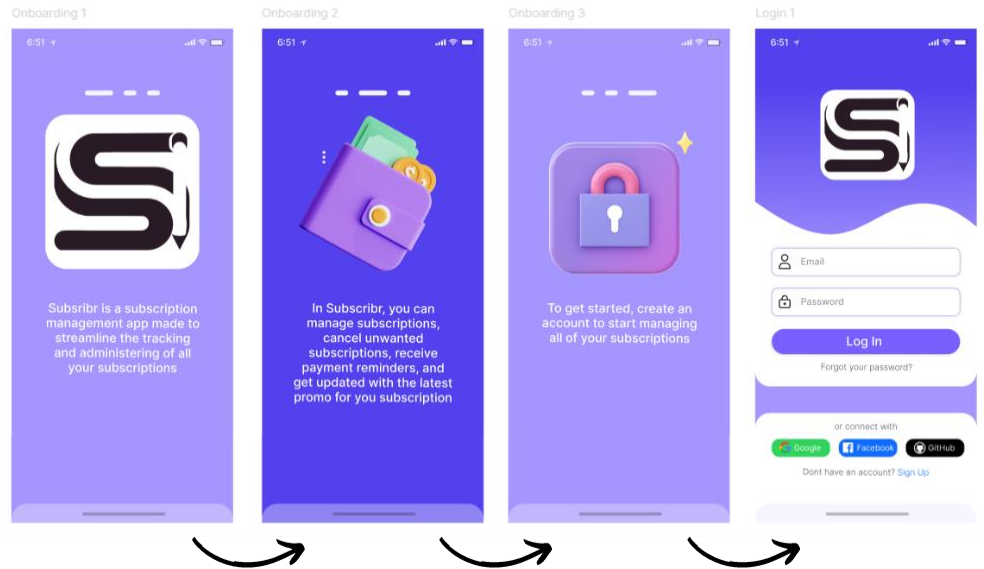 Onboarding 1
6:51
Subsribr is a subscription
management app made to
streamline the tracking
and administering of all
your subscriptions
Onboarding 2
6:51
In Subscribr, you can
manage subscriptions,
cancel unwanted
subscriptions, receive
payment reminders, and
get updated with the latest
promo for you subscription
Onboarding 3
6:51
To get started, create an
account to start managing
all of your subscriptions
Login 1
6:51
Email
Password
Log In
Forgot your password?
or connect with
Google
Facebook
GitHub
Dont have an account? Sign Up